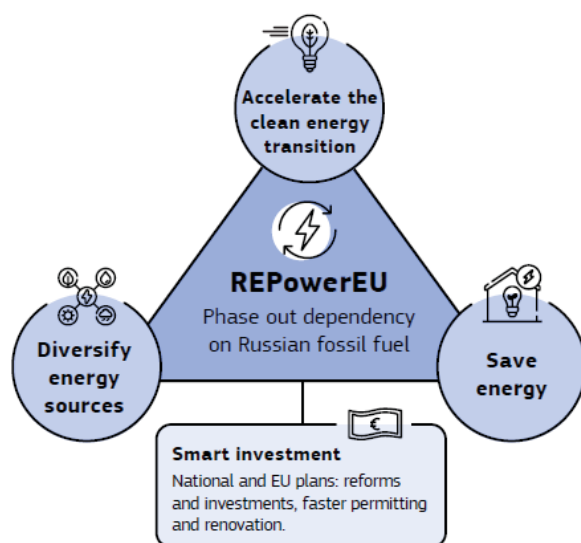 Accelerate the
clean energy
transition
REPowerEU
Phase out dependency
on Russian fossil fuel
Diversify
energy
sources
Save
energy
€
Smart investment
National and EU plans: reforms
and investments, faster permitting
and renovation.